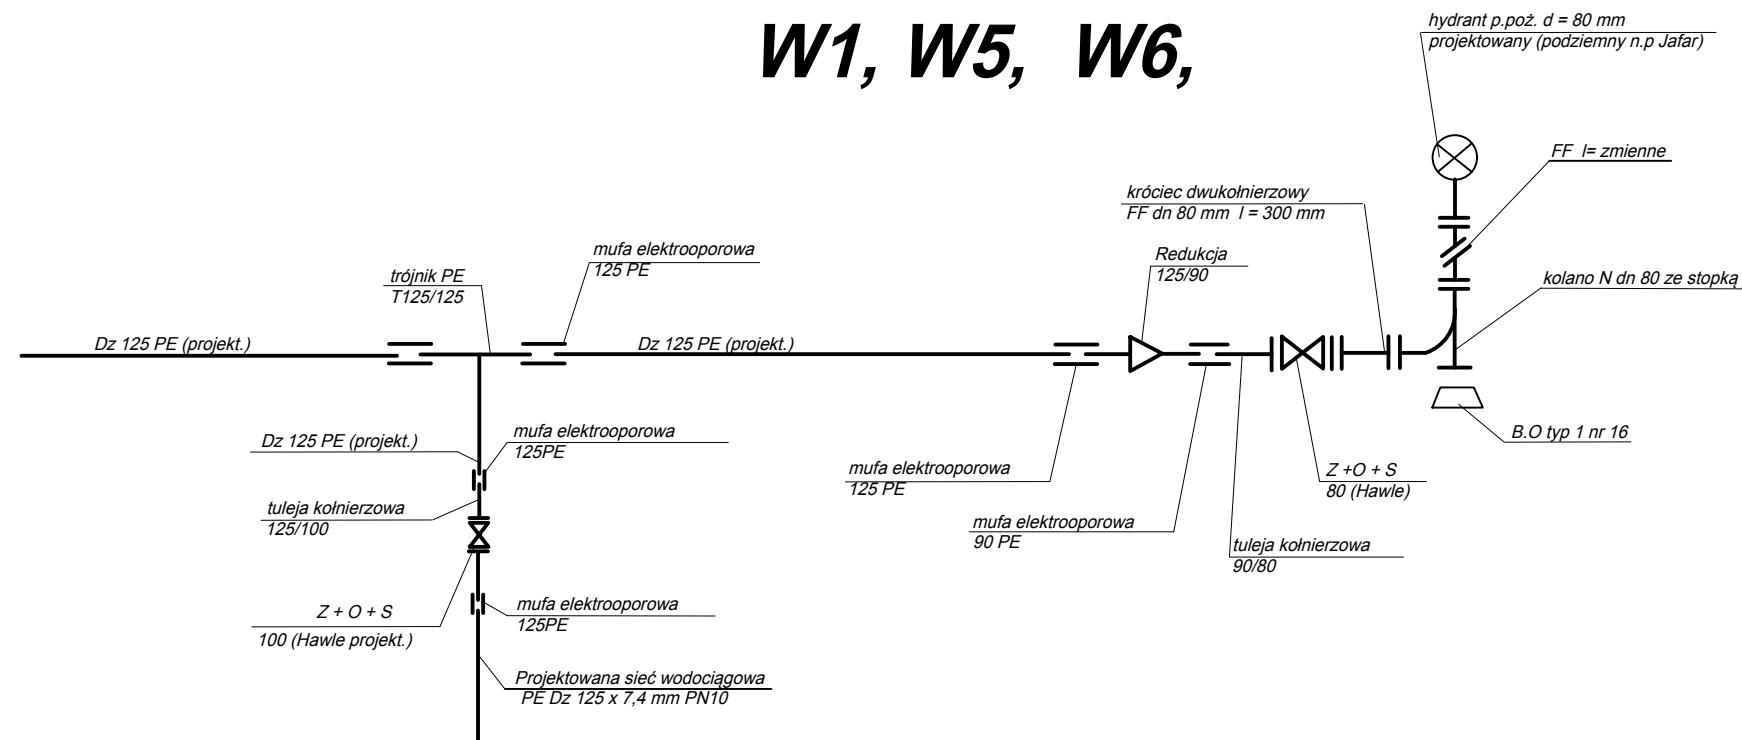 W1, W5, W6,
hydrant p.poż. d = 80 mm
projektowany (podziemny n.p Jafar)
FF l= zmienne
króciec dwukołnierzowy
FF dn 80 mm l = 300 mm
mufa elektrooporowa
125 PE
Redukcja
125/90
trójnik PE
T125/125
kolano N dn 80 ze stopką
Dz 125 PE (projekt.)
Dz 125 PE (projekt.)
Dz 125 PE (projekt.)
mufa elektrooporowa
125PE
B.O typ 1 nr 16
mufa elektrooporowa
125 PE
Z +O + S
80 (Hawle)
tuleja kołnierzowa
125/100
mufa elektrooporowa
90 PE
tuleja kołnierzowa
90/80
Z + O + S
100 (Hawle projekt.)
mufa elektrooporowa
125PE
Projektowana sieć wodociągowa
PE Dz 125 x 7,4 mm PN10